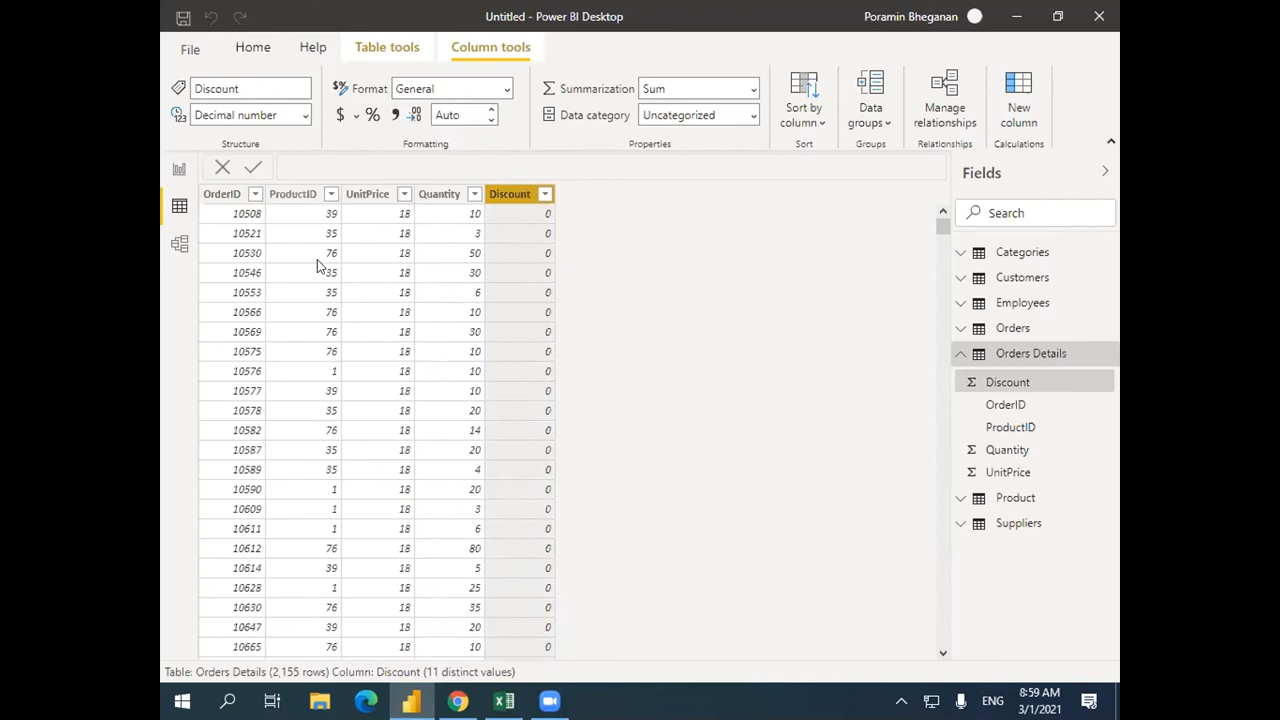 Untitled - Power BI Desktop
Poramin Bheganan
File
Home
Help
Table tools
Column tools
Discount
Format
General
Summarization
Sum
Decimal number
$
%
,
Auto
Data category
Uncategorized
Sort by column
Data groups
Manage relationships
New column
Structure
Formatting
Properties
Sort
Groups
Relationships
Calculations
OrderID ProductID UnitPrice Quantity Discount
10508 39 18 10 0
10521 35 18 3 0
10530 76 18 50 0
10546 35 18 30 0
10553 35 18 6 0
10566 76 18 10 0
10569 76 18 30 0
10575 76 18 10 0
10576 1 18 10 0
10577 39 18 10 0
10578 35 18 20 0
10582 76 18 14 0
10587 35 18 20 0
10589 35 18 4 0
10590 1 18 20 0
10609 1 18 3 0
10611 1 18 6 0
10612 76 18 80 0
10614 39 18 5 0
10628 1 18 25 0
10630 76 18 35 0
10647 39 18 20 0
10665 76 18 10 0
Fields
Search
Categories
Customers
Employees
Orders
Orders Details
Discount
OrderID
ProductID
Quantity
UnitPrice
Product
Suppliers
Table: Orders Details (2,155 rows) Column: Discount (11 distinct values)
ENG
8:59 AM
3/1/2021